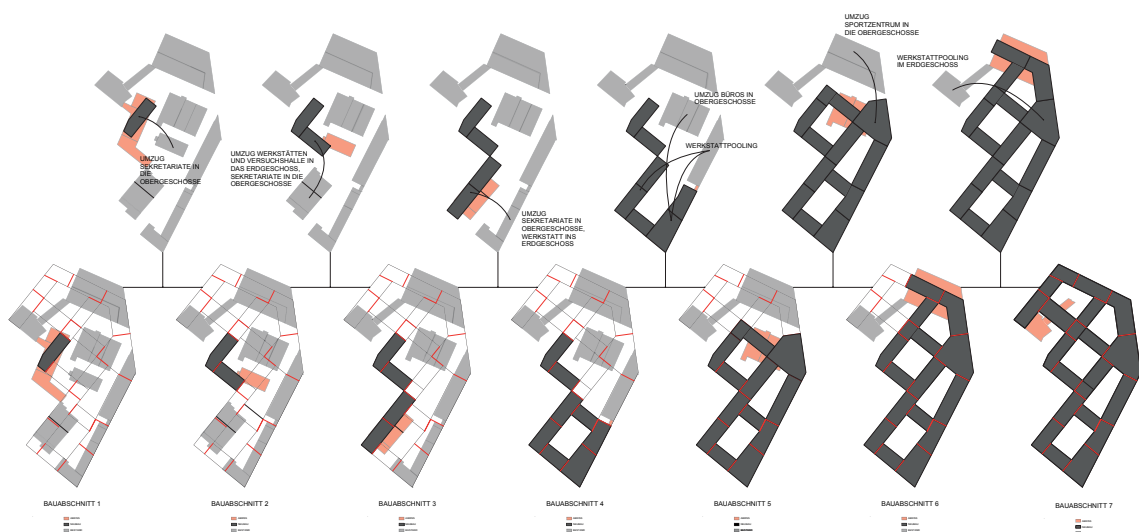 UMZUG
SPORTZENTRUM IN
DIE OBERGESCHOSSE
WERKSTATTPOOLING
IM ERDGESCHOSS
UMZUG BÜROS IN
OBERGESCHOSSE
WERKSTATTPOOLING
UMZUG
SEKRETARIATE IN
DIE
OBERGESCHOSSE
UMZUG WERKSTÄTTEN
UND VERSUCHSHALLE IN
DAS ERDGESCHOSS,
SEKRETARIATE IN DIE
OBERGESCHOSSE
UMZUG
SEKRETARIATE IN
OBERGESCHOSSE,
WERKSTATT INS
ERDGESCHOSS
BAUABSCHNITT 1
BAUABSCHNITT 2
BAUABSCHNITT 3
BAUABSCHNITT 4
BAUABSCHNITT 5
BAUABSCHNITT 6
BAUABSCHNITT 7